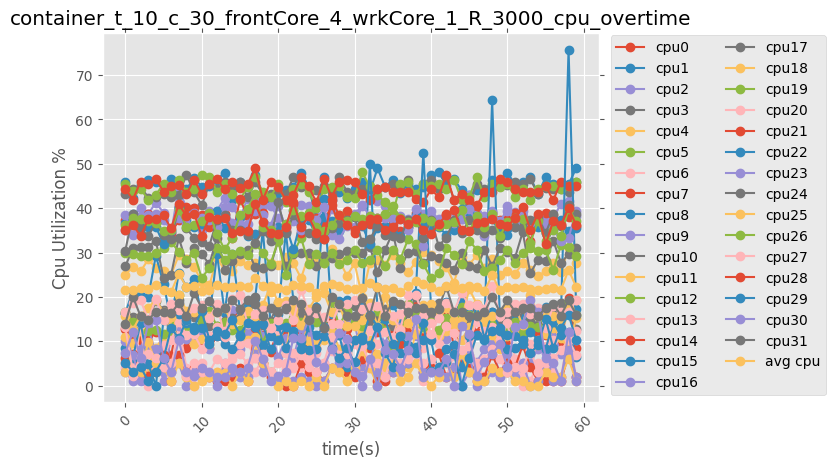 container_t_10_c_30_frontCore_4_wrkCore_1_R_3000_cpu_overtime
Cpu Utilization %
70
60
50
40
30
20
10
0
0
10
20
30
40
50
60
time(s)
cpu0
cpu1
cpu2
cpu3
cpu4
cpu5
cpu6
cpu7
cpu8
cpu9
cpu10
cpu11
cpu12
cpu13
cpu14
cpu15
cpu16
cpu17
cpu18
cpu19
cpu20
cpu21
cpu22
cpu23
cpu24
cpu25
cpu26
cpu27
cpu28
cpu29
cpu30
cpu31
avg cpu